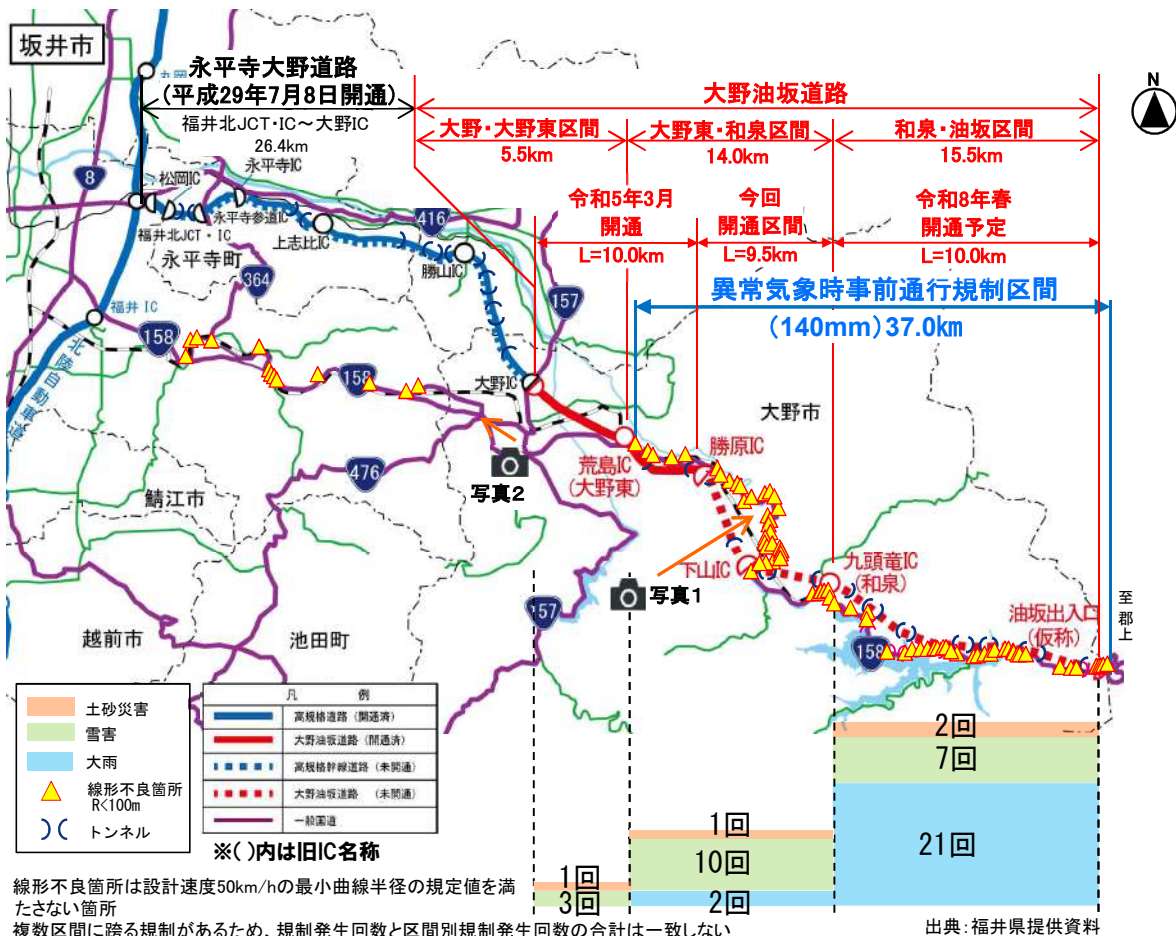 坂井市
永平寺大野道路
(平成29年7月8日開通)
福井北JCT・IC～大野IC
26.4km
大野油坂道路
大野・大野東区間
5.5km
大野東・和泉区間
14.0km
和泉・油坂区間
15.5km
令和5年3月
開通
L=10.0km
今回
開通区間
L=9.5km
令和8年春
開通予定
L=10.0km
異常気象時事前通行規制区間
(140mm)37.0km
N
8
松岡IC
永平寺IC
永平寺参道IC
福井北JCT・IC
永平寺町
上志比IC
416
勝山IC
364
157
福井IC
158
北陸自動車道
158
大野IC
大野市
476
写真2
荒島IC
(大野東)
勝原IC
鯖江市
下山IC
九頭竜IC
(和泉)
写真1
157
油坂出入口
(仮称)
至郡上
158
越前市
池田町
土砂災害
雪害
大雨
線形不良箇所
R<100m
トンネル
凡 例
高規格道路(開通済)
大野油坂道路(開通済)
高規格幹線道路(未開通)
大野油坂道路 (未開通)
一般国道
※( )内は旧IC名称
2回
7回
21回
1回
10回
2回
1回
3回
線形不良箇所は設計速度50km/hの最小曲線半径の規定値を満
たさない箇所
複数区間に跨る規制があるため、規制発生回数と区間別規制発生回数の合計は一致しない
出典:福井県提供資料